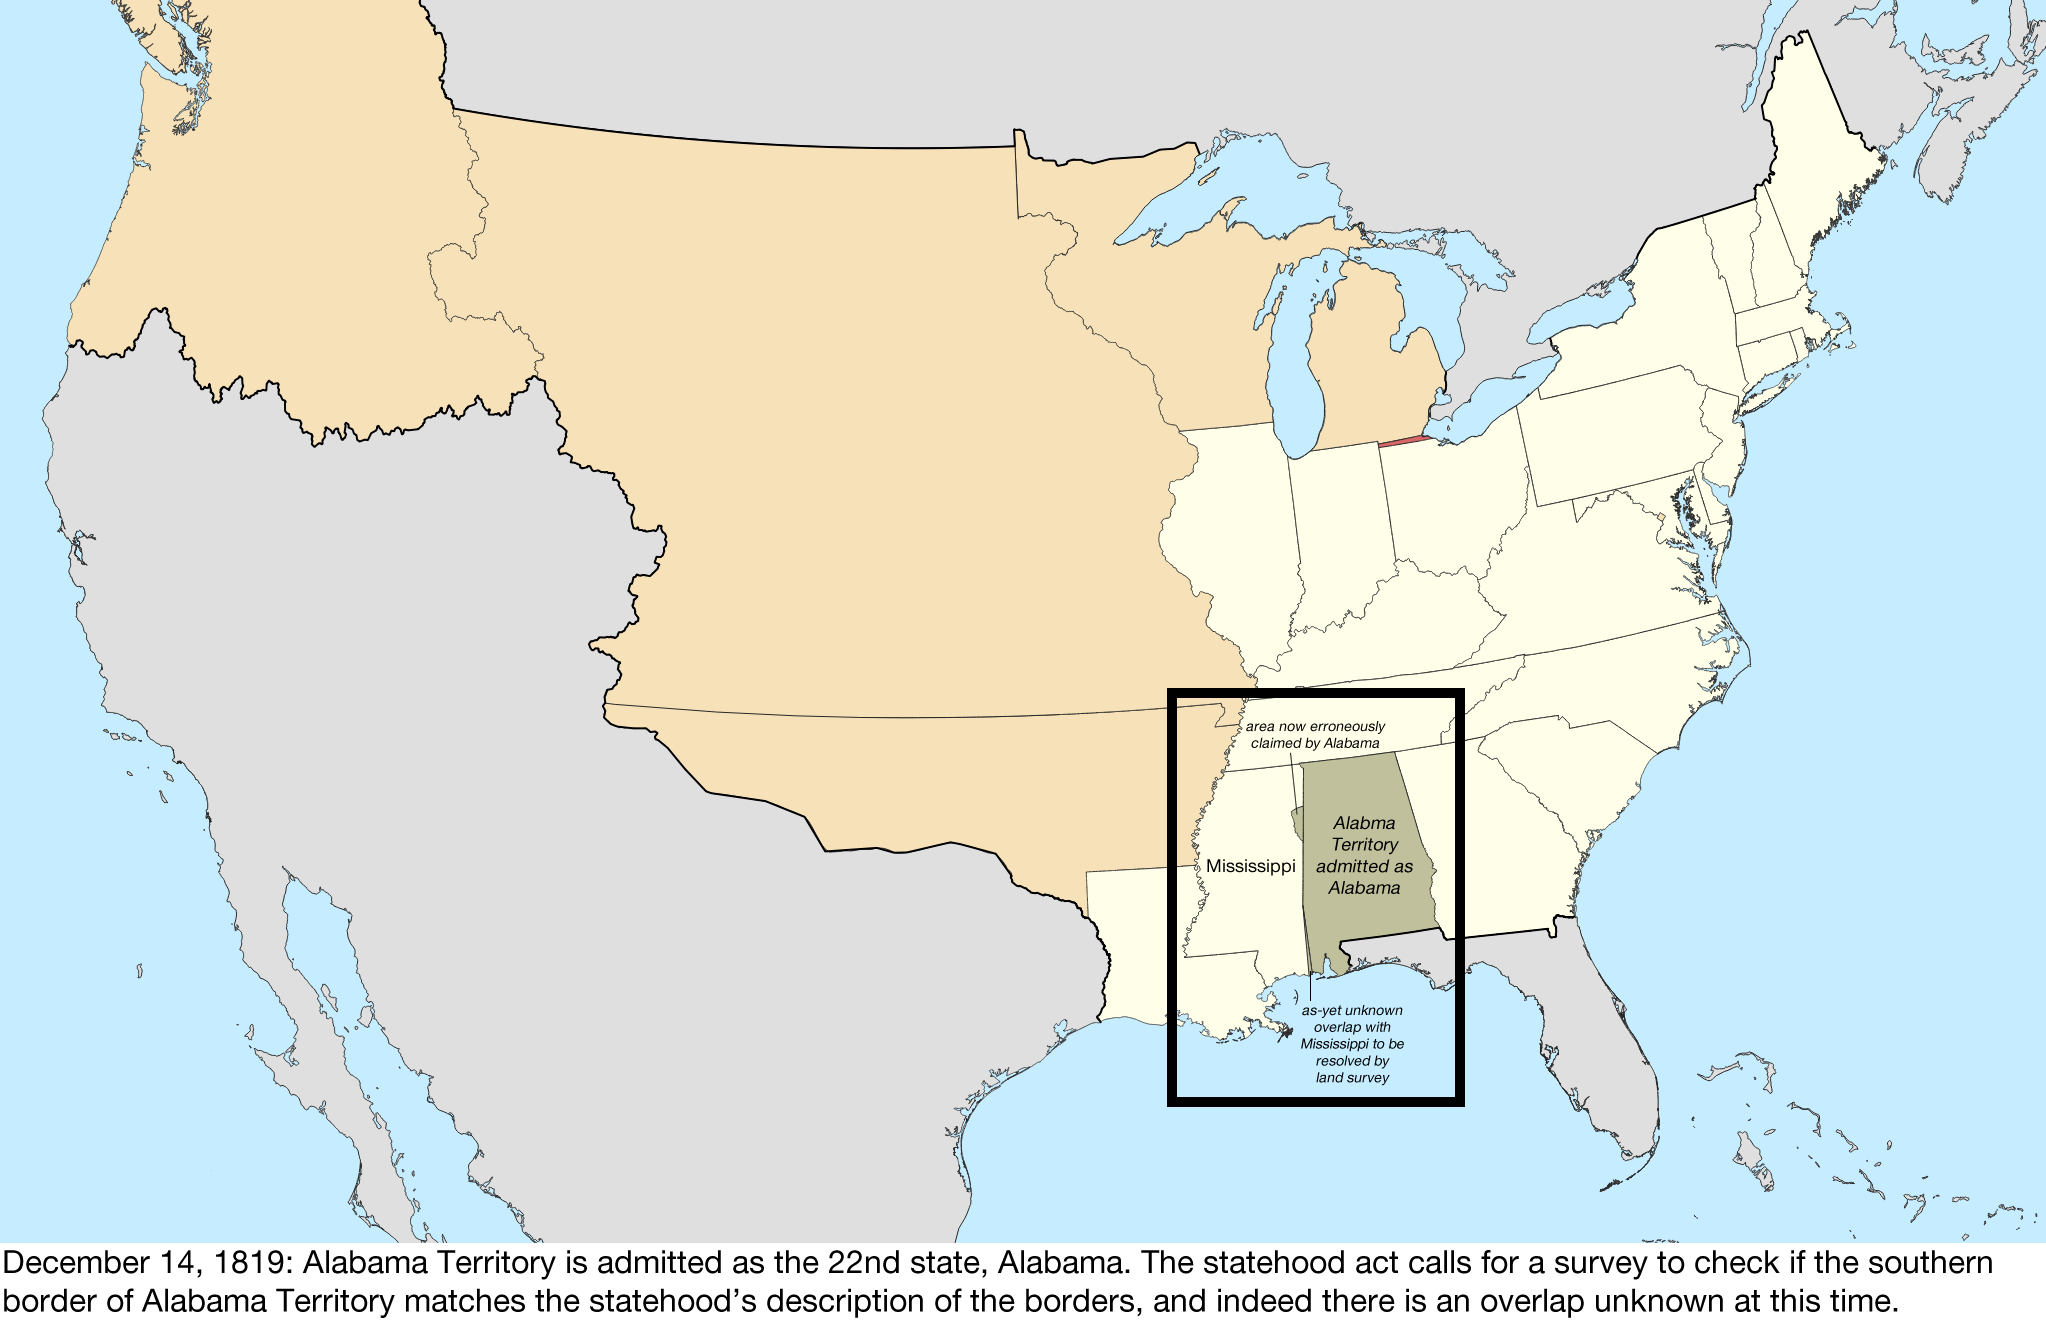 area now erroneously
claimed by Alabama
Alabma
Territory
admitted as
Alabama
Mississippi
as-yet unknown
overlap with
Mississippi to be
resolved by
land survey
December 14, 1819: Alabama Territory is admitted as the 22nd state, Alabama. The statehood act calls for a survey to check if the southern
border of Alabama Territory matches the statehood’s description of the borders, and indeed there is an overlap unknown at this time.